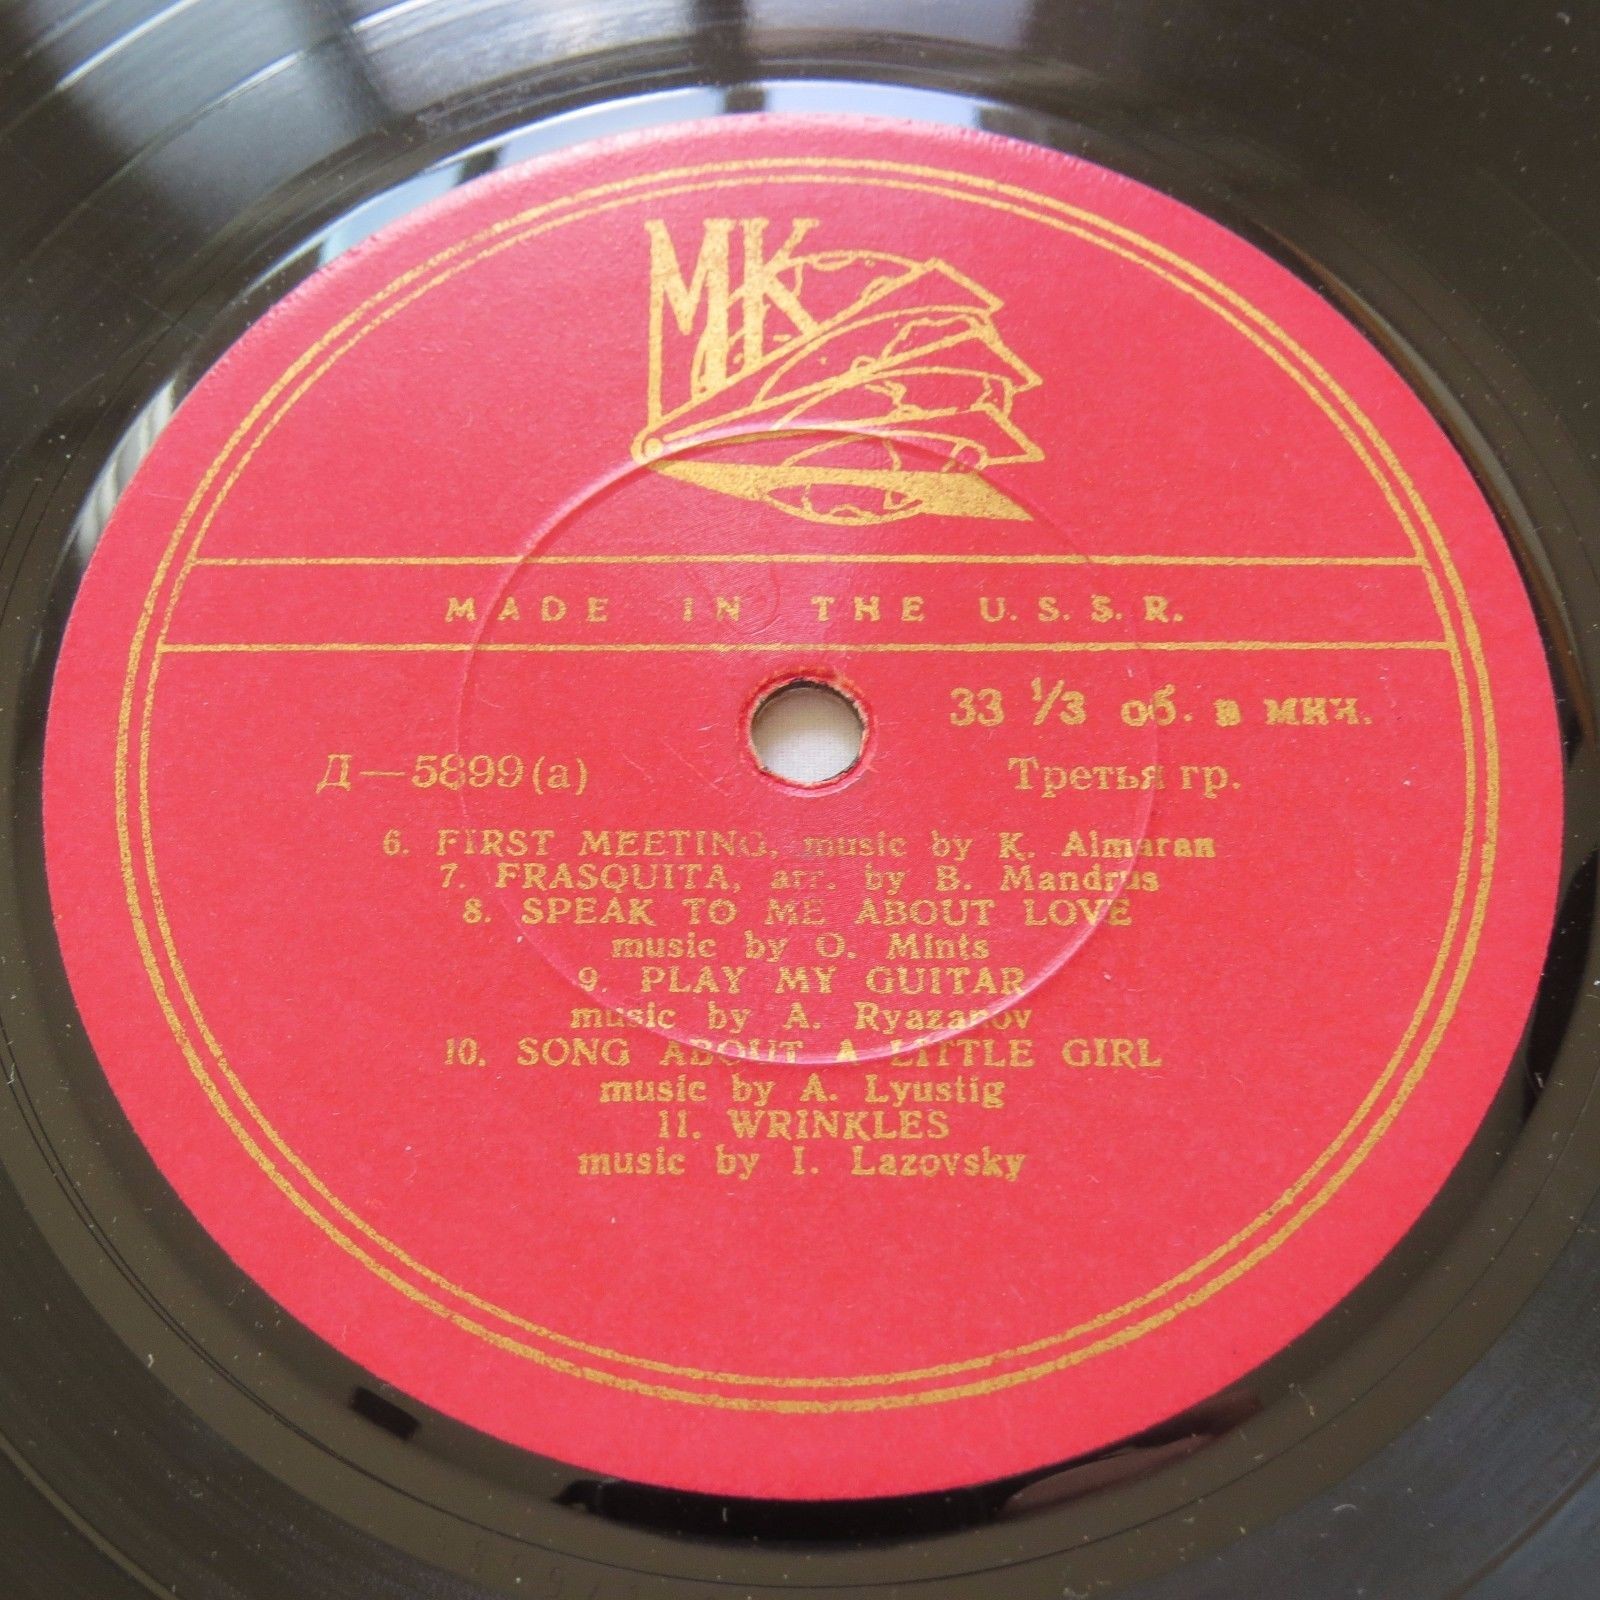 МК
MADE IN THE U.S.S.R.
33 1/3 об. в мин.
Д—5899(а)
Третья гр.
6. FIRST MEETING, music by K. Almaran
7. FRASQUITA, arr. by B. Mandrus
8. SPEAK TO ME ABOUT LOVE
music by O. Mints
9. PLAY MY GUITAR
music by A. Ryazanov
10. SONG ABOUT A LITTLE GIRL
music by A. Lyustig
11. WRINKLES
music by I. Lazovsky